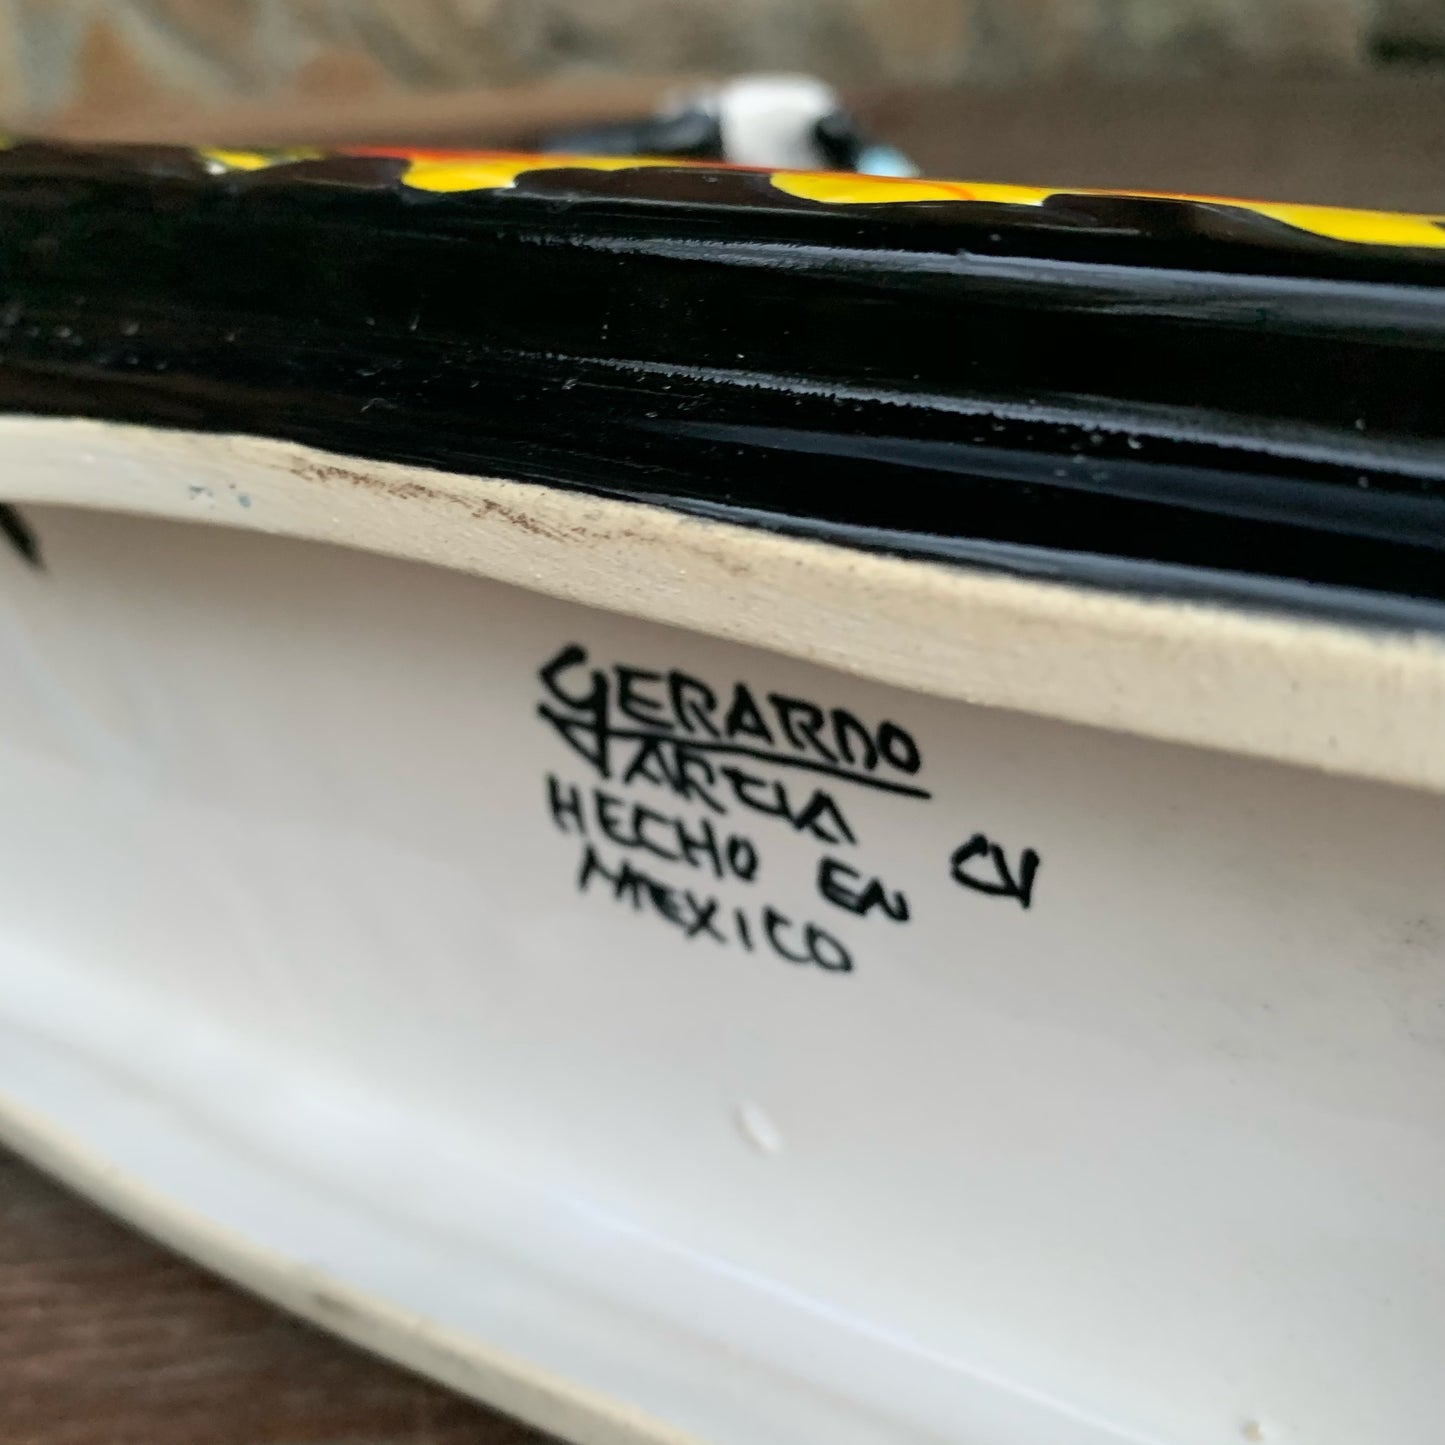 GERARDO
GARCIA
HECHO EN CV
MEXICO